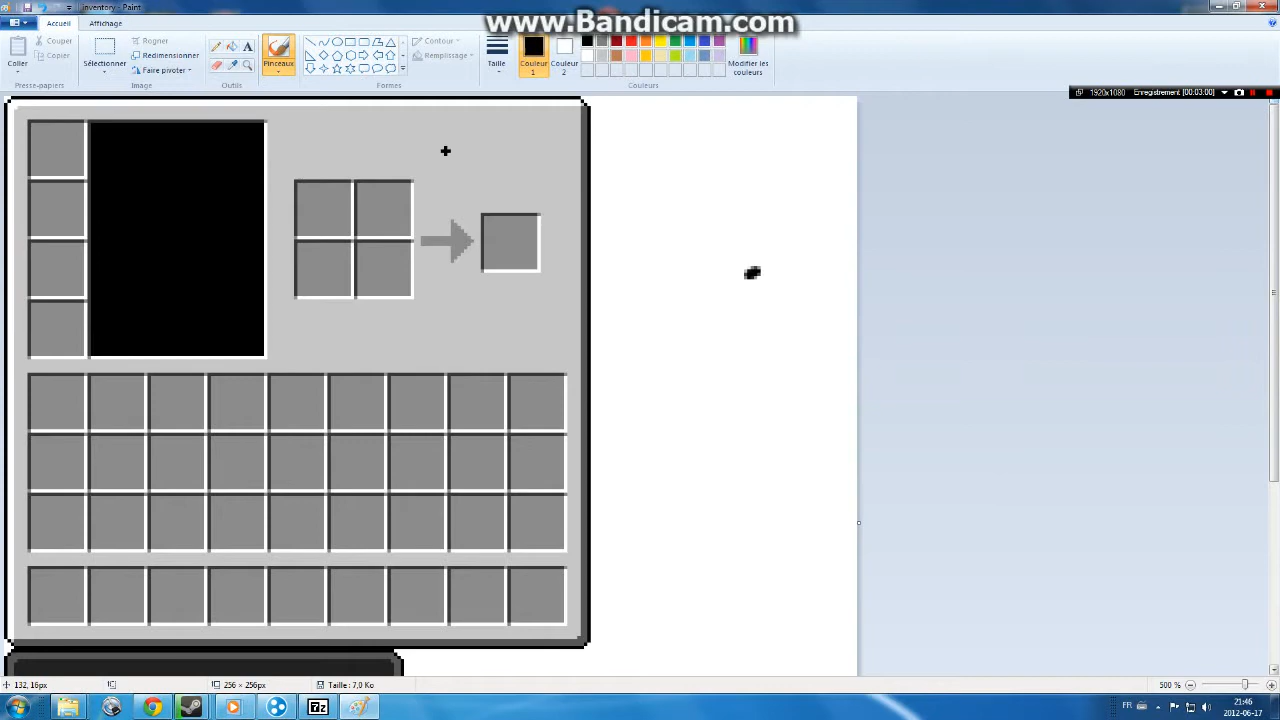 www.Bandicam.com
inventory - Paint
Accueil
Affichage
Coller
Couper
Copier
Presse-papiers
Sélectionner
Rogner
Redimensionner
Faire pivoter
Image
A
Outils
Pinceaux
Contour
Remplissage
Formes
Taille
Couleur
1
Couleur
2
Modifier les
couleurs
Couleurs
1920x1080
Enregistrement [00:03:00]
132, 16px
256 × 256px
Taille : 7,0 Ko
500 %
7z
FR
21:46
2012-06-17